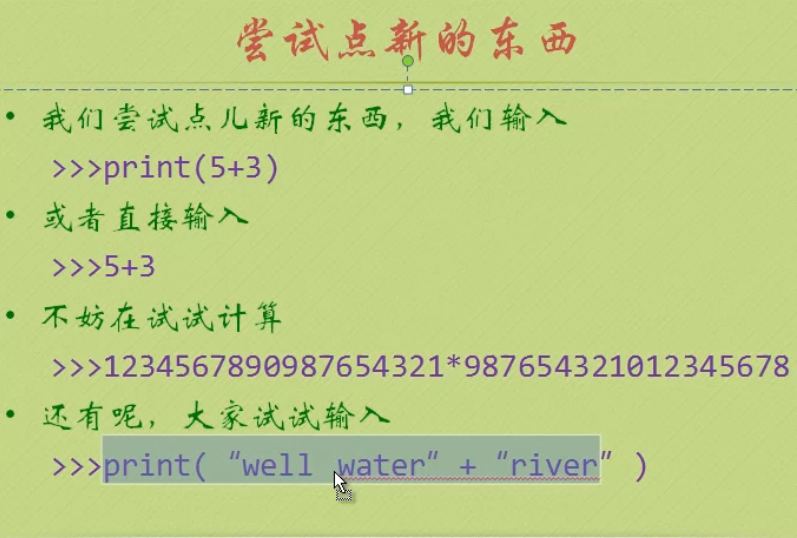 尝试点新的东西
• 我们尝试点儿新的东西，我们输入
>>>print(5+3)
• 或者直接输入
>>>5+3
• 不妨在试试计算
>>>1234567890987654321*987654321012345678
• 还有呢，大家试试输入
>>>print(“well water” + “river”)